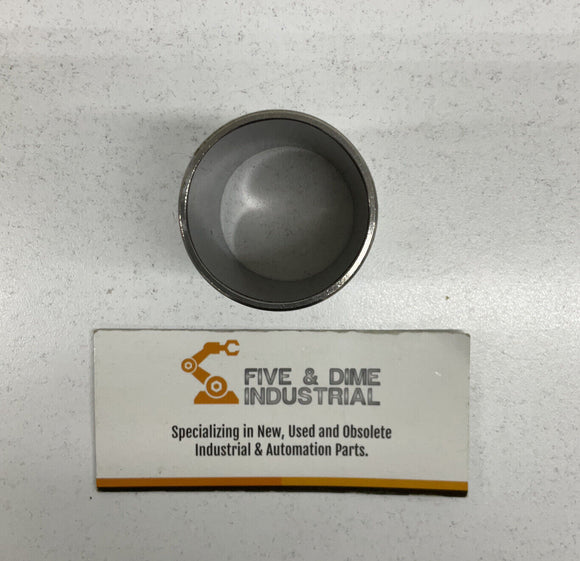 FIVE & DIME
INDUSTRIAL
Specializing in New, Used and Obsolete
Industrial & Automation Parts.